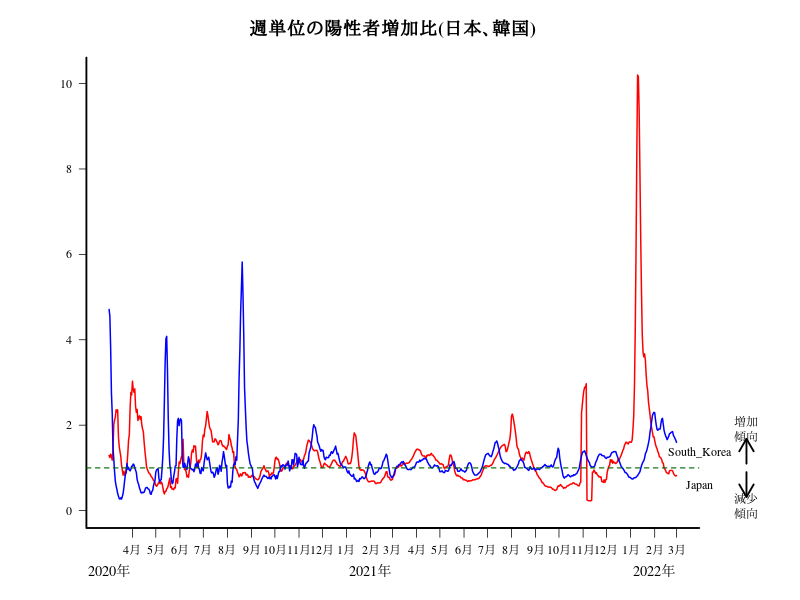 週単位の陽性者増加比(日本、韓国)
10
8
6
4
2
0
増加
傾向
South_Korea
Japan
減少
傾向
4月 5月 6月 7月 8月 9月 10月 11月 12月 1月 2月 3月 4月 5月 6月 7月 8月 9月 10月 11月 12月 1月 2月 3月
2020年 2021年 2022年